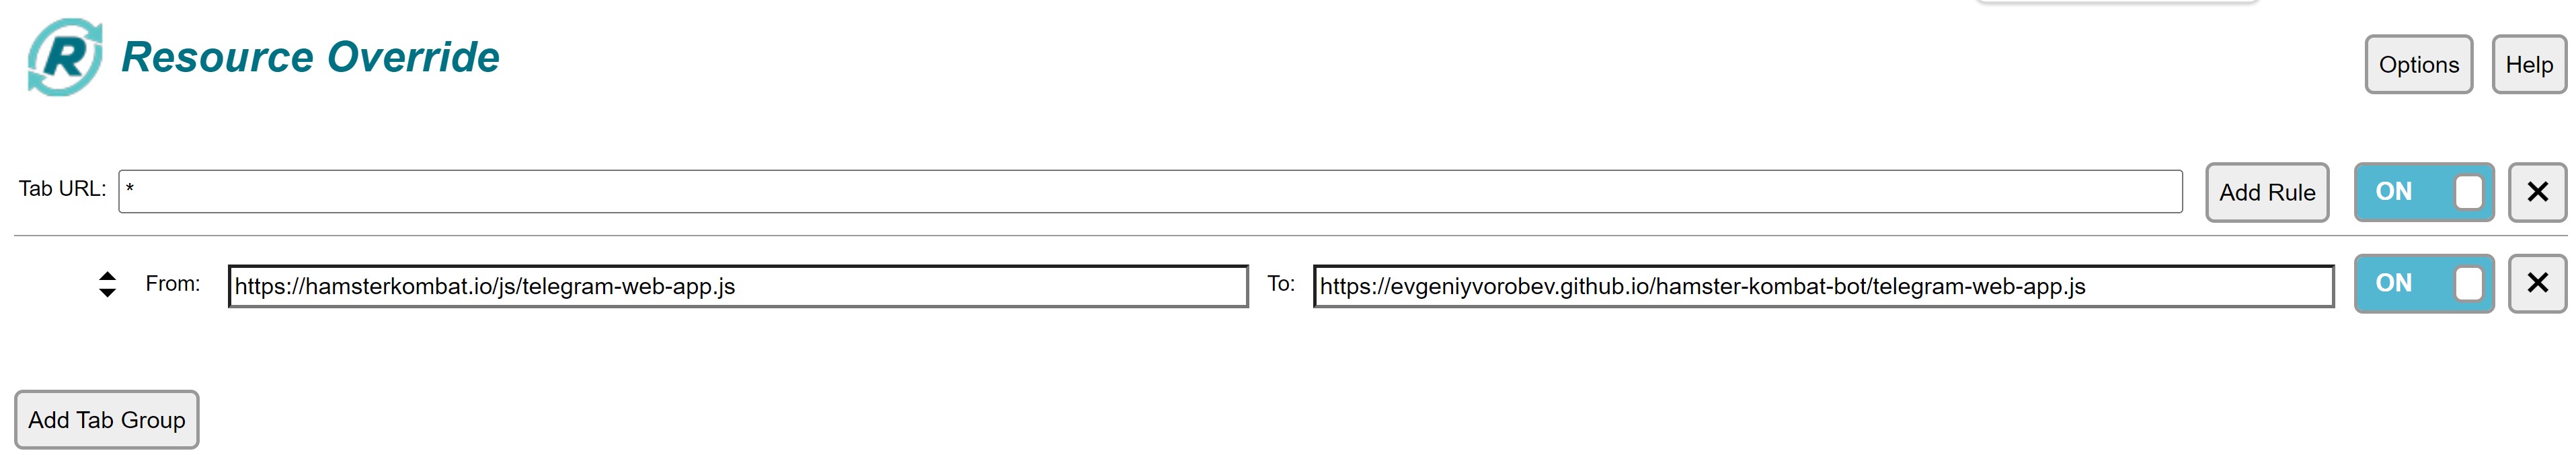 R Resource Override
Options Help
Tab URL: * Add Rule ON ✕
From: https://hamsterkombat.io/js/telegram-web-app.js To: https://evgeniyvorobev.github.io/hamster-kombat-bot/telegram-web-app.js ON ✕
Add Tab Group